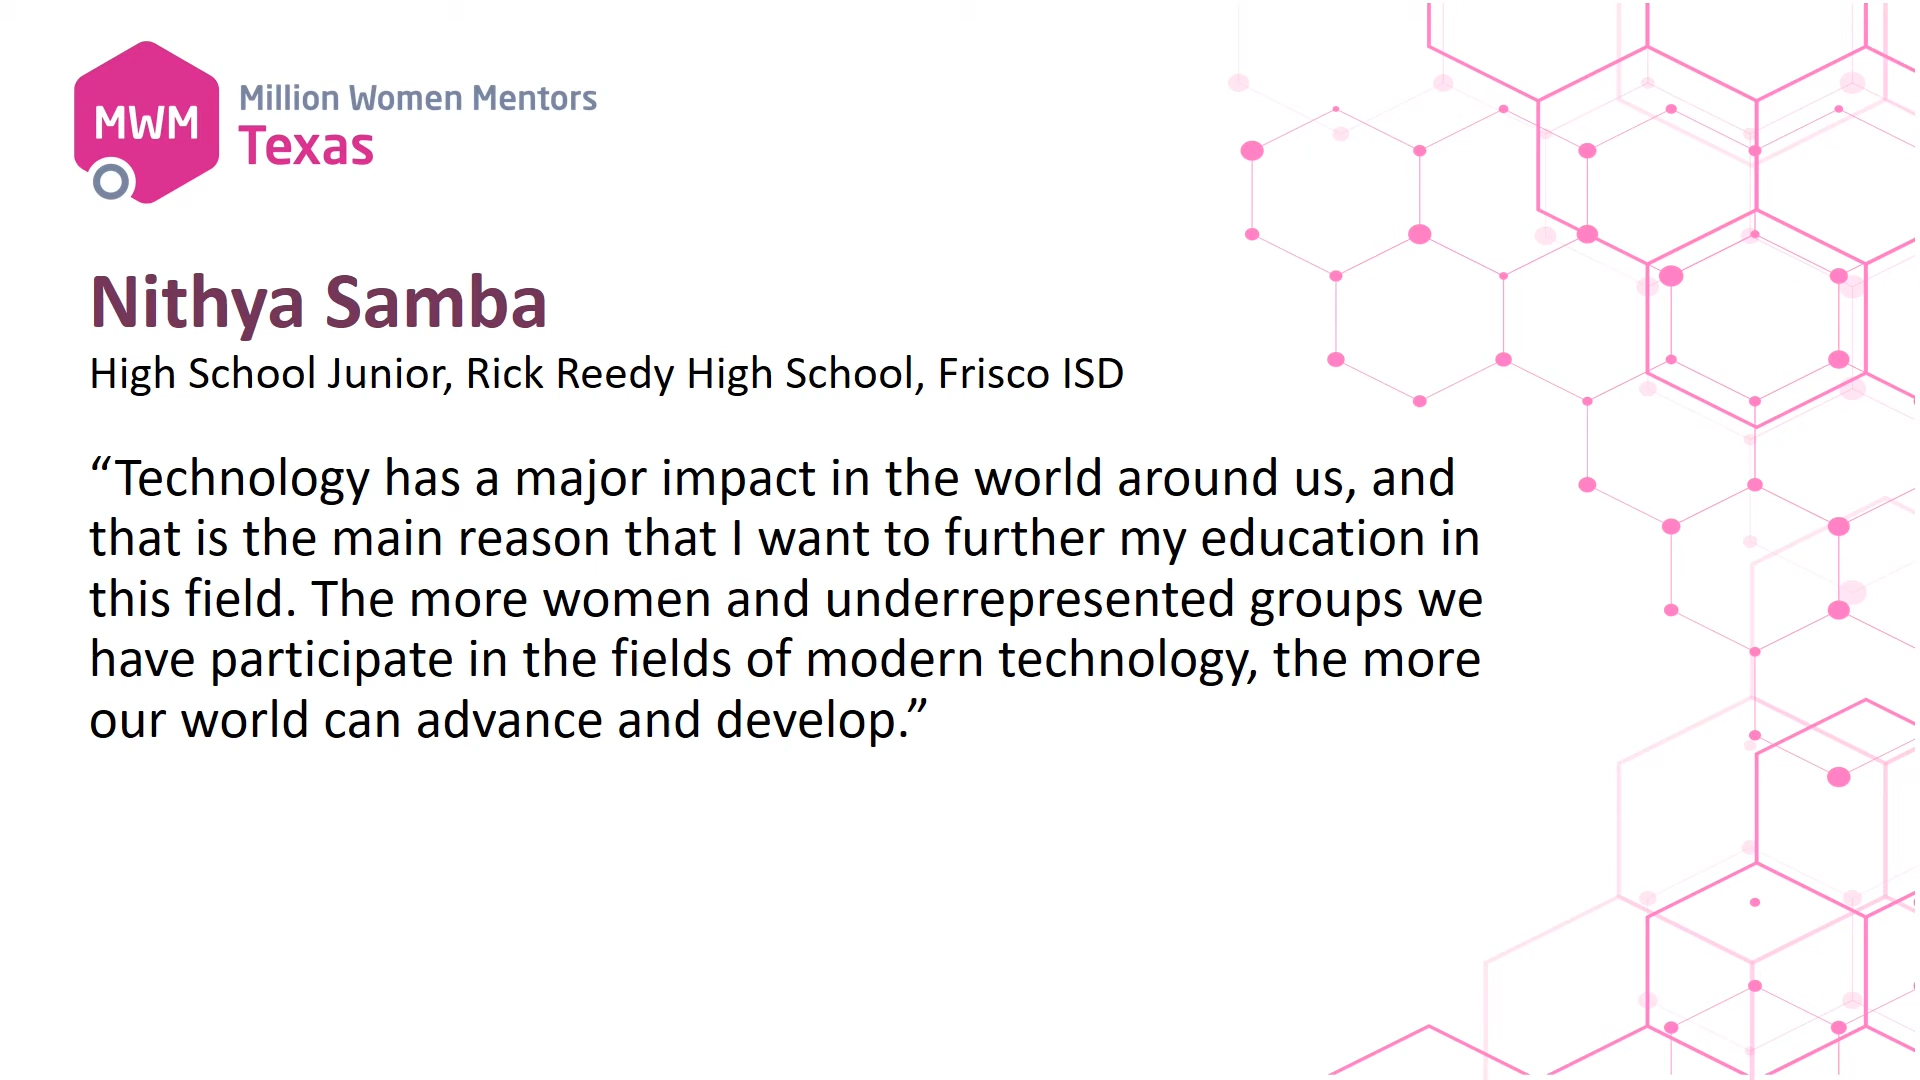 MWM
Million Women Mentors
Texas
Nithya Samba
High School Junior, Rick Reedy High School, Frisco ISD
“Technology has a major impact in the world around us, and
that is the main reason that I want to further my education in
this field. The more women and underrepresented groups we
have participate in the fields of modern technology, the more
our world can advance and develop.”